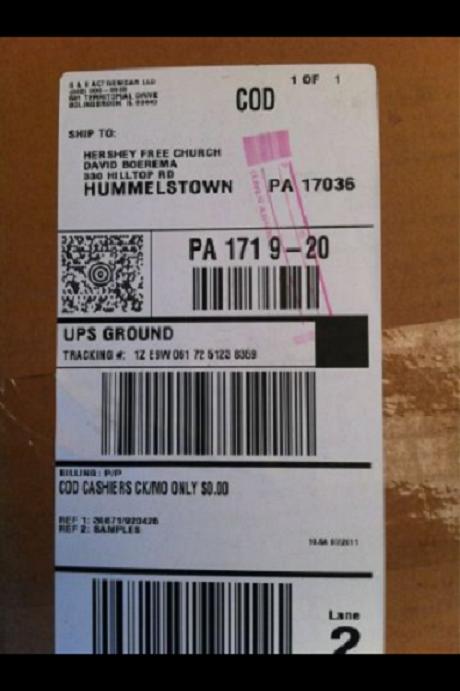 1 OF 1
COD
SHIP TO:
HERSHEY FREE CHURCH
DAVID BOEREMA
330 HILLTOP RD
HUMMELSTOWN PA 17036
PA 171 9-20
UPS GROUND
TRACKING #: 1Z E9W 061 72 5123 8359
BILLING: P/P
COD CASHIERS CK/MO ONLY $0.00
REF 2: SAMPLES
Lane
2